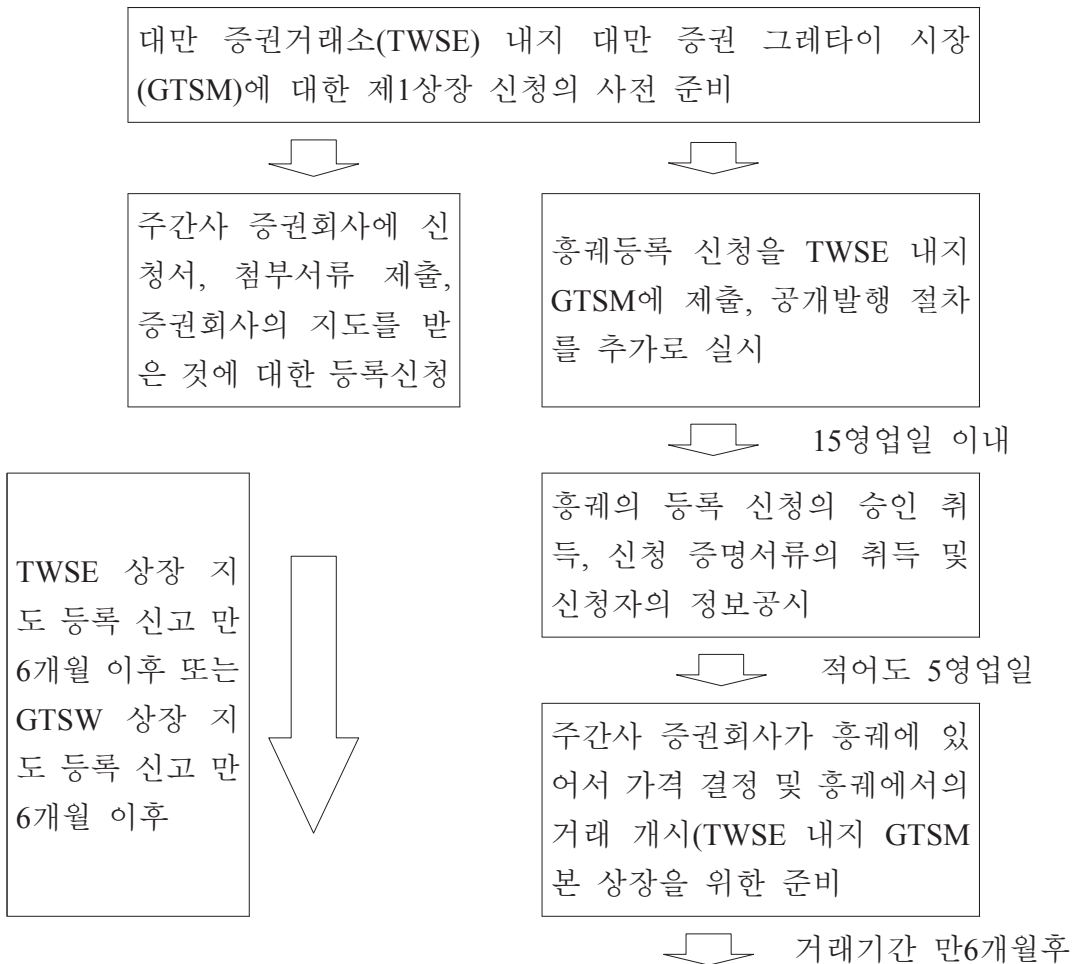 대만 증권거래소(TWSE) 내지 대만 증권 그레타이 시장
(GTSM)에 대한 제1상장 신청의 사전 준비
주간사 증권회사에 신
청서, 첨부서류 제출,
증권회사의 지도를 받
은 것에 대한 등록신청
흥궤등록 신청을 TWSE 내지
GTSM에 제출, 공개발행 절차
를 추가로 실시
15영업일 이내
TWSE 상장 지
도 등록 신고 만
6개월 이후 또는
GTSW 상장 지
도 등록 신고 만
6개월 이후
흥궤의 등록 신청의 승인 취
득, 신청 증명서류의 취득 및
신청자의 정보공시
적어도 5영업일
주간사 증권회사가 흥궤에 있
어서 가격 결정 및 흥궤에서의
거래 개시(TWSE 내지 GTSM
본 상장을 위한 준비
거래기간 만6개월후